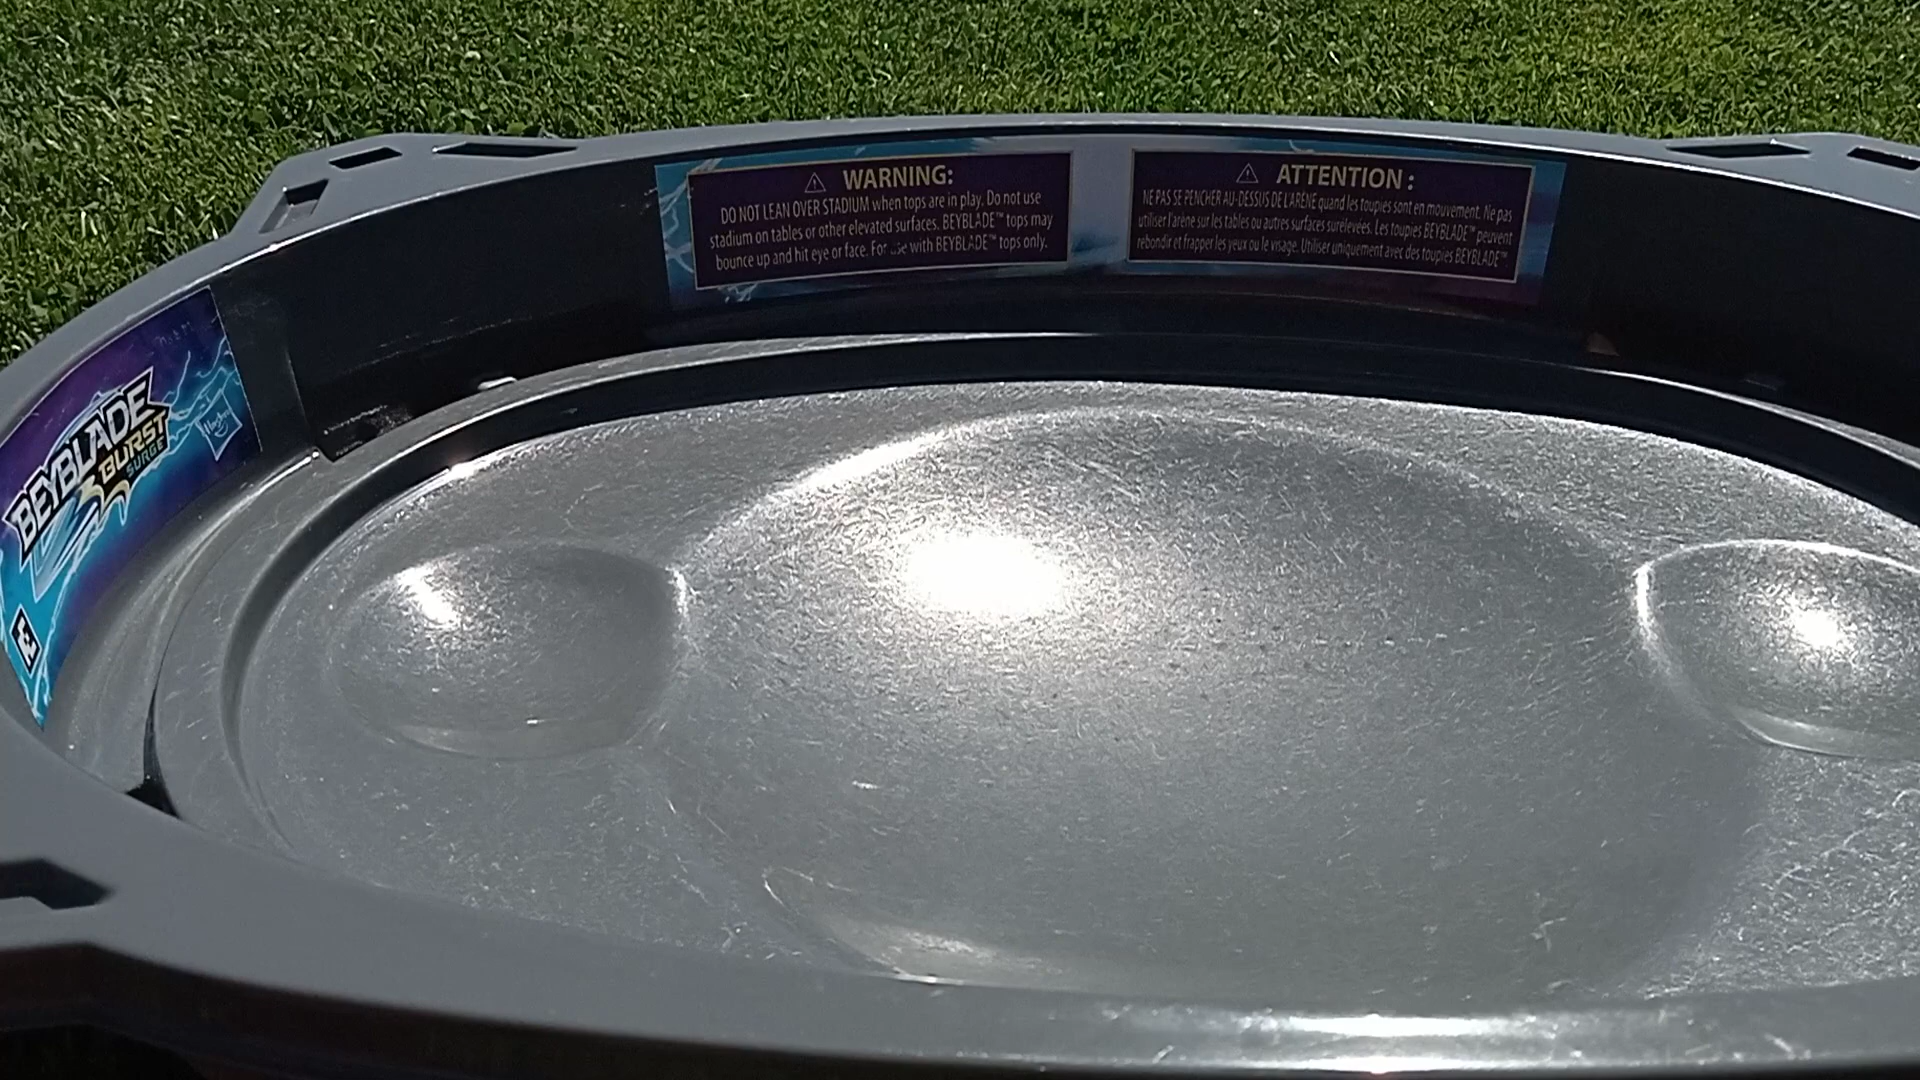 WARNING:
DO NOT LEAN OVER STADIUM when tops are in play. Do not use
stadium on tables or other elevated surfaces. BEYBLADE™ tops may
bounce up and hit eye or face. For use with BEYBLADE™ tops only.
ATTENTION :
NE PAS SE PENCHER AU-DESSUS DE L'ARÈNE quand les toupies sont en mouvement. Ne pas
utiliser l'arène sur les tables ou autres surfaces surélevées. Les toupies BEYBLADE™ peuvent
rebondir et frapper les yeux ou le visage. Utiliser uniquement avec des toupies BEYBLADE™
BEYBLADE
BURST
SURGE
Hasbro